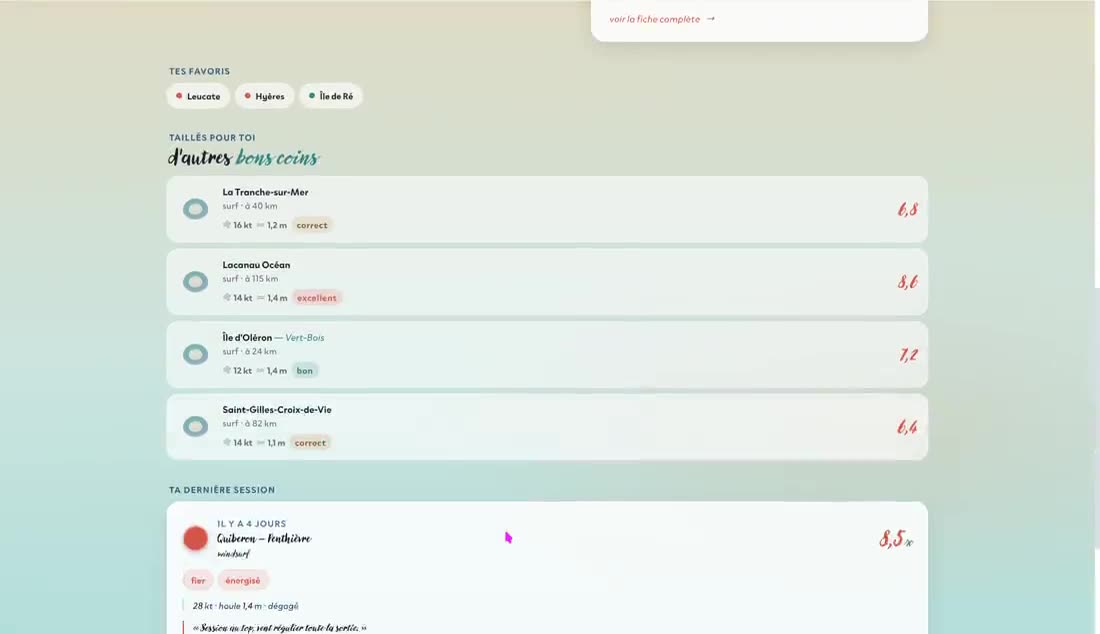 voir la fiche complète →
TES FAVORIS
Leucate
Hyères
Île de Ré
TAILLÉS POUR TOI
d'autres bons coins
La Tranche-sur-Mer
surf · à 40 km
16 kt 1,2 m correct
6,8
Lacanau Océan
surf · à 115 km
14 kt 1,4 m excellent
8,6
Île d'Oléron — Vert-Bois
surf · à 24 km
12 kt 1,4 m bon
7,2
Saint-Gilles-Croix-de-Vie
surf · à 82 km
14 kt 1,1 m correct
6,4
TA DERNIÈRE SESSION
IL Y A 4 JOURS
Quiberon – Penthièvre
windsurf
8,5
fier
énergisé
28 kt · houle 1,4 m · dégagé
« Session au top, vent régulier toute la sortie. »